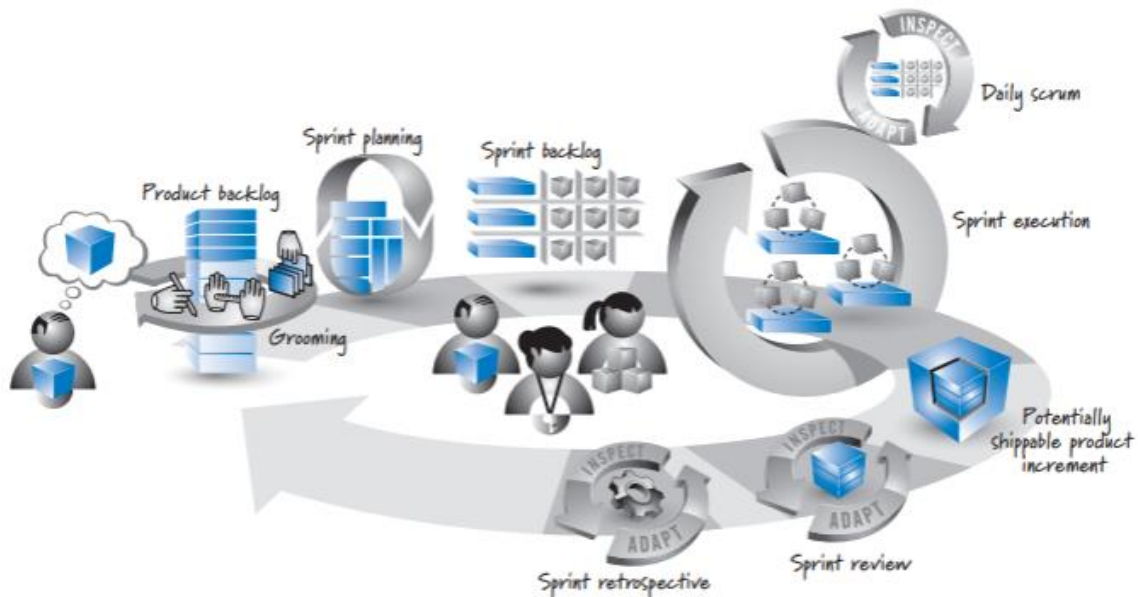 INSPECT
ADAPT
Daily scrum
Sprint planning
Sprint backlog
Product backlog
Sprint execution
Grooming
Potentially
shippable product
increment
INSPECT
ADAPT
Sprint review
INSPECT
ADAPT
Sprint retrospective